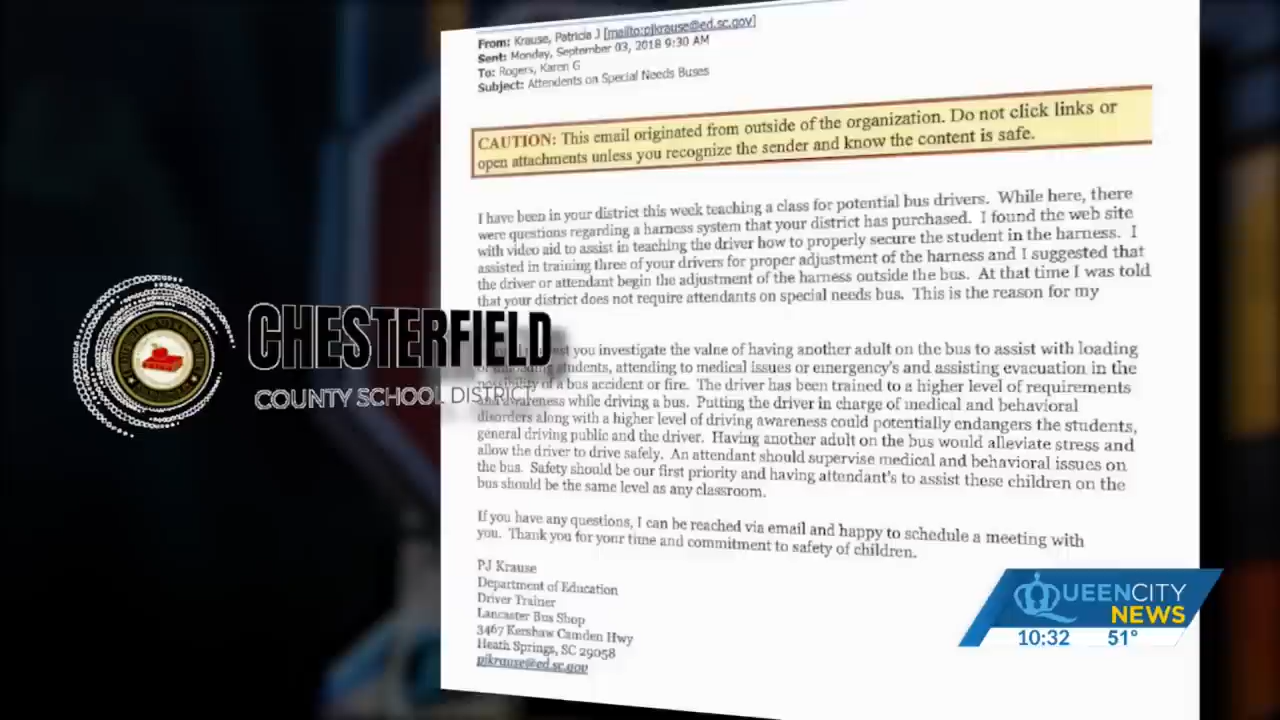 From: Krause, Patricia J [mailto:pjkrause@ed.sc.gov]
Sent: Monday, September 03, 2018 9:30 AM
To: Rogers, Karen G
Subject: Attendents on Special Needs Buses
CAUTION: This email originated from outside of the organization. Do not click links or
open attachments unless you recognize the sender and know the content is safe.
I have been in your district this week teaching a class for potential bus drivers. While here, there
were questions regarding a harness system that your district has purchased. I found the web site
with video aid to assist in teaching the driver how to properly secure the student in the harness. I
assisted in training three of your drivers for proper adjustment of the harness and I suggested that
the driver or attendant begin the adjustment of the harness outside the bus. At that time I was told
that your district does not require attendants on special needs bus. This is the reason for my
you investigate the value of having another adult on the bus to assist with loading
students, attending to medical issues or emergency's and assisting evacuation in the
possibility of a bus accident or fire. The driver has been trained to a higher level of requirements
and awareness while driving a bus. Putting the driver in charge of medical and behavioral
disorders along with a higher level of driving awareness could potentially endangers the students,
general driving public and the driver. Having another adult on the bus would alleviate stress and
allow the driver to drive safely. An attendant should supervise medical and behavioral issues on
the bus. Safety should be our first priority and having attendant's to assist these children on the
bus should be the same level as any classroom.
If you have any questions, I can be reached via email and happy to schedule a meeting with
you. Thank you for your time and commitment to safety of children.
PJ Krause
Department of Education
Driver Trainer
Lancaster Bus Shop
3467 Kershaw Camden Hwy
Heath Springs, SC 29058
pjkrause@ed.sc.gov
CHESTERFIELD
COUNTY SCHOOL DISTRICT
QUEENCITY
NEWS
10:32 51°